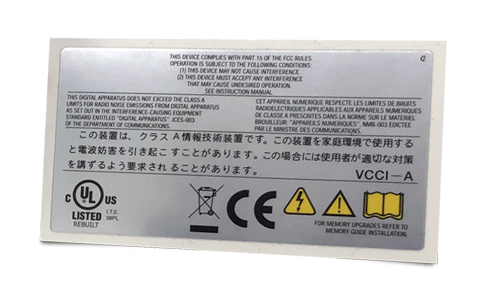 THIS DEVICE COMPLIES WITH PART 15 OF THE FCC RULES.
OPERATION IS SUBJECT TO THE FOLLOWING CONDITIONS:
(1) THIS DEVICE MAY NOT CAUSE INTERFERENCE.
(2) THIS DEVICE MUST ACCEPT ANY INTERFERENCE
THAT MAY CAUSE UNDESIRED OPERATION.
SEE INSTRUCTION MANUAL
THIS DIGITAL APPARATUS DOES NOT EXCEED THE CLASS A
LIMITS FOR RADIO NOISE EMISSIONS FROM DIGITAL APPARATUS
AS SET OUT IN THE INTERFERENCE-CAUSING EQUIPMENT
STANDARD ENTITLED "DIGITAL APPARATUS", ICES-003
OF THE DEPARTMENT OF COMMUNICATIONS.
CET APPAREIL NUMERIQUE RESPECTE LES LIMITES DE BRUITS
RADIOELECTRIQUES APPLICABLES AUX APPAREILS NUMERIQUES
DE CLASSE A PRESCRITES DANS LA NORME SUR LE MATERIEL
BROUILLEUR: "APPAREILS NUMERIQUES", NMB-003 EDICTEE
PAR LE MINISTRE DES COMMUNICATIONS.
この装置は、クラスA情報技術装置です。この装置を家庭環境で使用する
と電波妨害を引き起こすことがあります。この場合には使用者が適切な対策
を講ずるよう要求されることがあります。
VCCI-A
C UL US
LISTED
REBUILT
I.T.E.
38PL
CE
FOR MEMORY UPGRADES REFER TO
MEMORY GUIDE INSTALLATION.